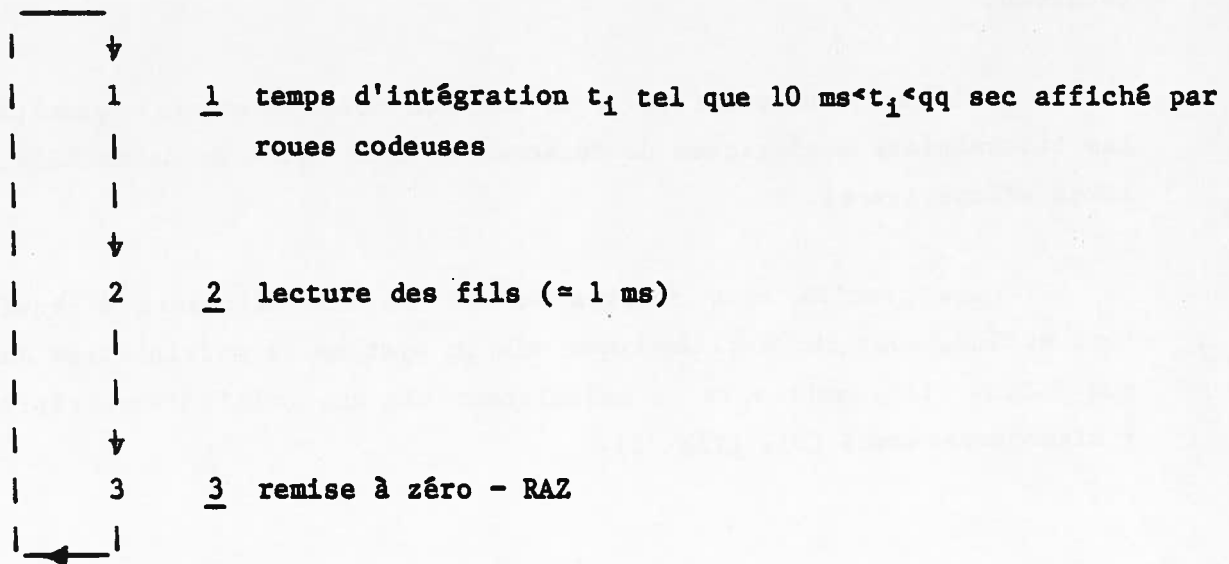 1 1 temps d'intégration t_i tel que 10 ms<t_i<qq sec affiché par
roues codeuses
2 2 lecture des fils (≃ 1 ms)
3 3 remise à zéro - RAZ